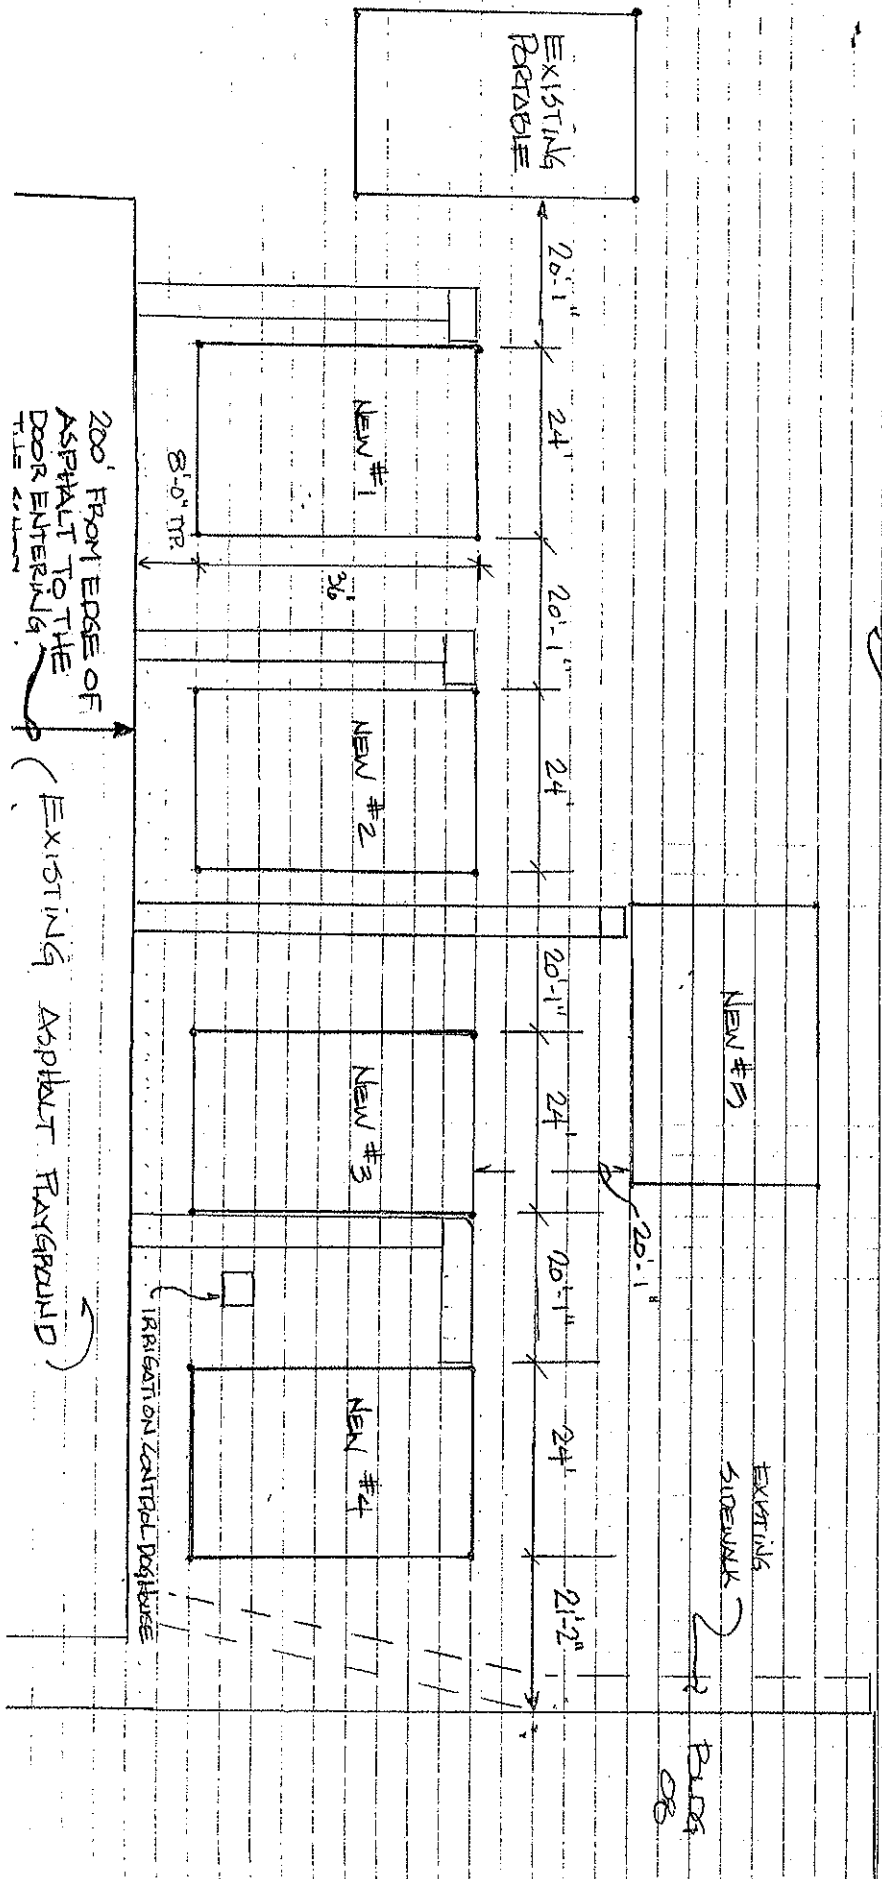 EXISTING
PORTABLE
20'-1"
24'
20'-1"
24'
20'-1"
24'
20'-1"
24'
21'-2"
NEW #1
8'-0" TYP.
36'
NEW #2
NEW #3
NEW #4
NEW #5
20'-1"
EXISTING
SIDEWALK
BLDG
08
IRRIGATION CONTROL DOGHOUSE
200' FROM EDGE OF
ASPHALT TO THE
DOOR ENTERING
(EXISTING ASPHALT PLAYGROUND)